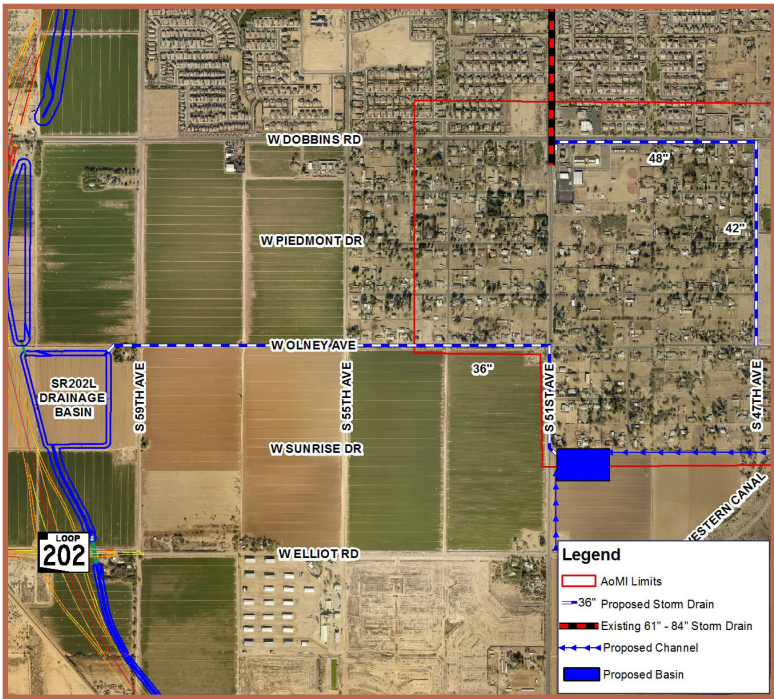 W DOBBINS RD
48"
42"
W PIEDMONT DR
W OLNEY AVE
36"
SR202L
DRAINAGE
BASIN
S 59TH AVE
S 55TH AVE
S 51ST AVE
S 47TH AVE
W SUNRISE DR
ESTERN CANAL
LOOP
202
W ELLIOT RD
Legend
AoMI Limits
36" Proposed Storm Drain
Existing 61" - 84" Storm Drain
Proposed Channel
Proposed Basin